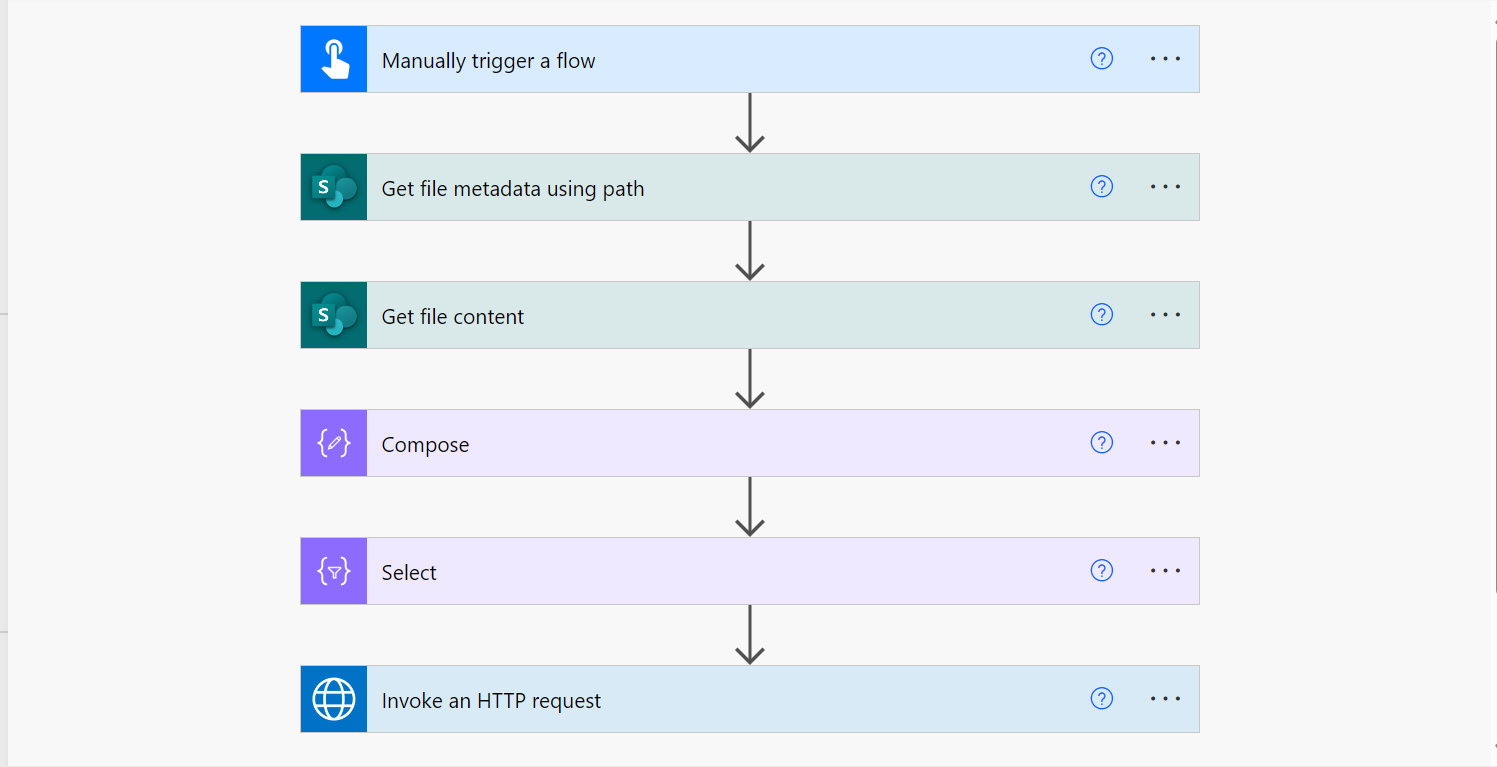 Manually trigger a flow
?
S
Get file metadata using path
?
S
Get file content
?
Compose
?
Select
?
Invoke an HTTP request
?